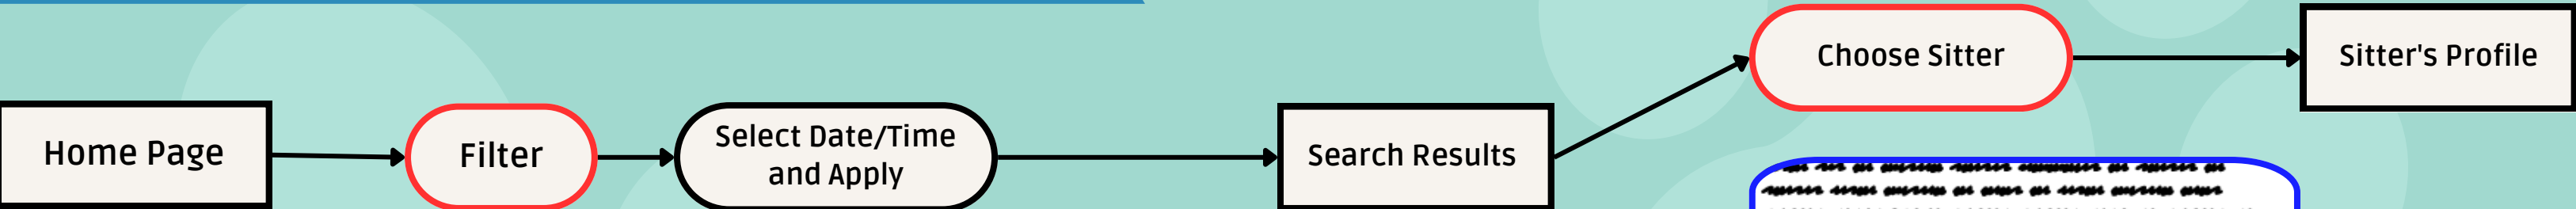 Home Page
Filter
Select Date/Time
and Apply
Search Results
Choose Sitter
Sitter's Profile